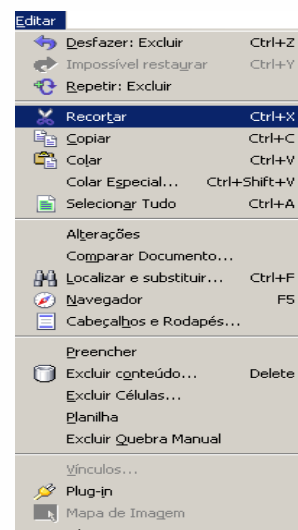 Editar
Desfazer: Excluir Ctrl+Z
Impossível restaurar Ctrl+Y
Repetir: Excluir
Recortar Ctrl+X
Copiar Ctrl+C
Colar Ctrl+V
Colar Especial... Ctrl+Shift+V
Selecionar Tudo Ctrl+A
Alterações
Comparar Documento...
Localizar e substituir... Ctrl+F
Navegador F5
Cabeçalhos e Rodapés...
Preencher
Excluir conteúdo... Delete
Excluir Células...
Planilha
Excluir Quebra Manual
Vínculos...
Plug-in
Mapa de Imagem